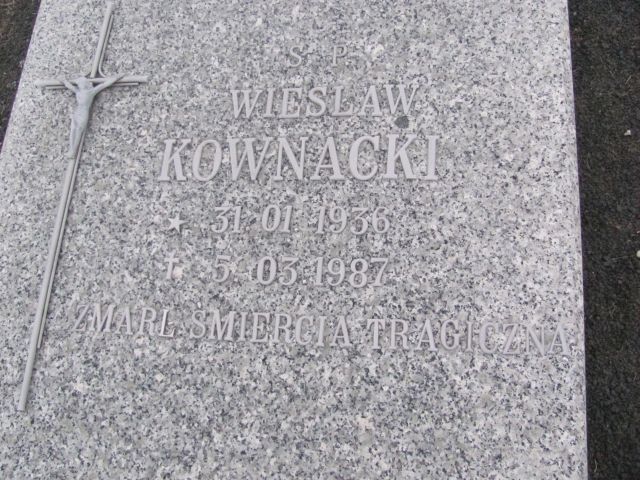 S. P.
WIESŁAW
KOWNACKI
★ 31 01 1936
† 5. 03.1987
ZMARŁ ŚMIERCIĄ TRAGICZNĄ